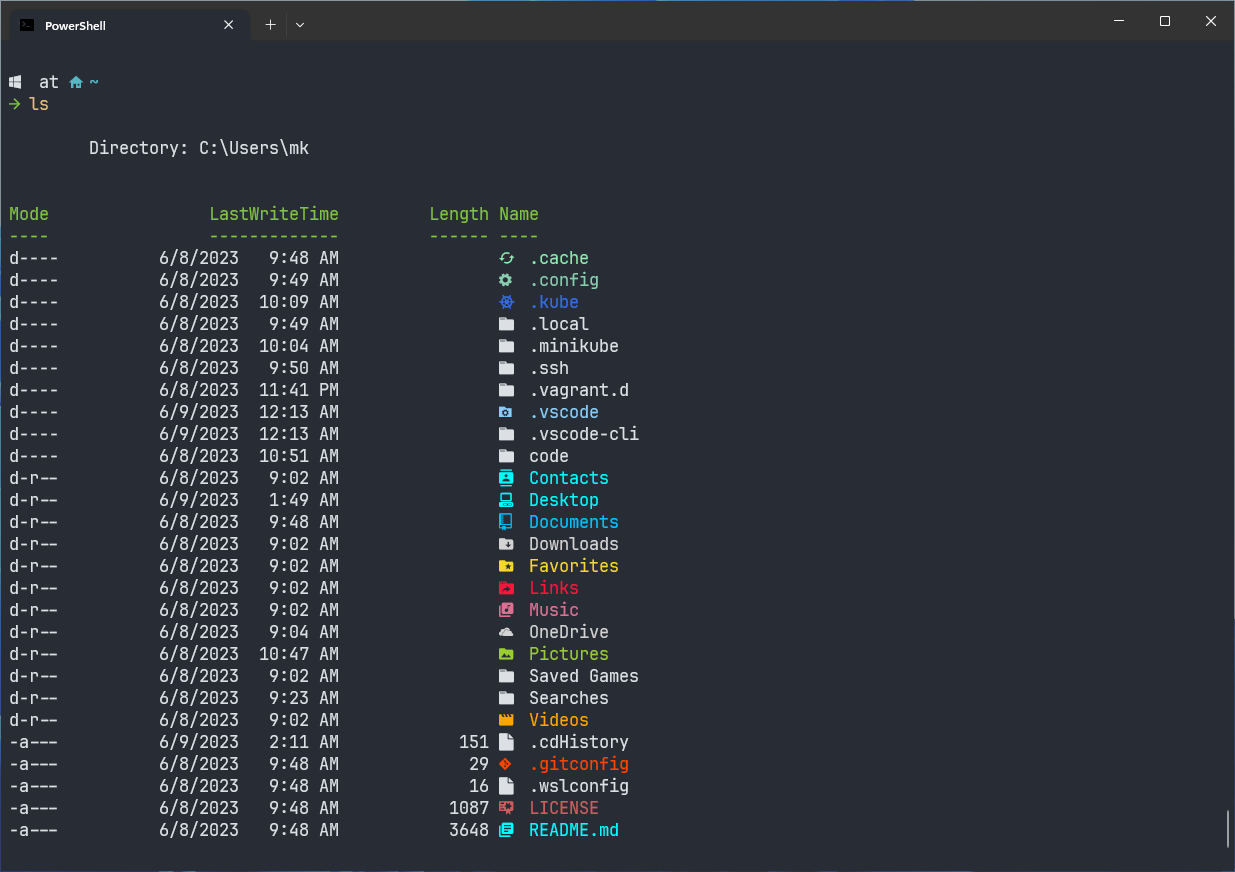 PowerShell
at ~
→ ls
Directory: C:\Users\mk
Mode                LastWriteTime         Length Name
----                -------------         ------ ----
d----          6/8/2023   9:48 AM                .cache
d----          6/8/2023   9:49 AM                .config
d----          6/8/2023  10:09 AM                .kube
d----          6/8/2023   9:49 AM                .local
d----          6/8/2023  10:04 AM                .minikube
d----          6/8/2023   9:50 AM                .ssh
d----          6/8/2023  11:41 PM                .vagrant.d
d----          6/9/2023  12:13 AM                .vscode
d----          6/9/2023  12:13 AM                .vscode-cli
d----          6/8/2023  10:51 AM                code
d-r--          6/8/2023   9:02 AM                Contacts
d-r--          6/9/2023   1:49 AM                Desktop
d-r--          6/8/2023   9:48 AM                Documents
d-r--          6/8/2023   9:02 AM                Downloads
d-r--          6/8/2023   9:02 AM                Favorites
d-r--          6/8/2023   9:02 AM                Links
d-r--          6/8/2023   9:02 AM                Music
d-r--          6/8/2023   9:04 AM                OneDrive
d-r--          6/8/2023  10:47 AM                Pictures
d-r--          6/8/2023   9:02 AM                Saved Games
d-r--          6/8/2023   9:23 AM                Searches
d-r--          6/8/2023   9:02 AM                Videos
-a---          6/9/2023   2:11 AM            151 .cdHistory
-a---          6/8/2023   9:48 AM             29 .gitconfig
-a---          6/8/2023   9:48 AM             16 .wslconfig
-a---          6/8/2023   9:48 AM           1087 LICENSE
-a---          6/8/2023   9:48 AM           3648 README.md